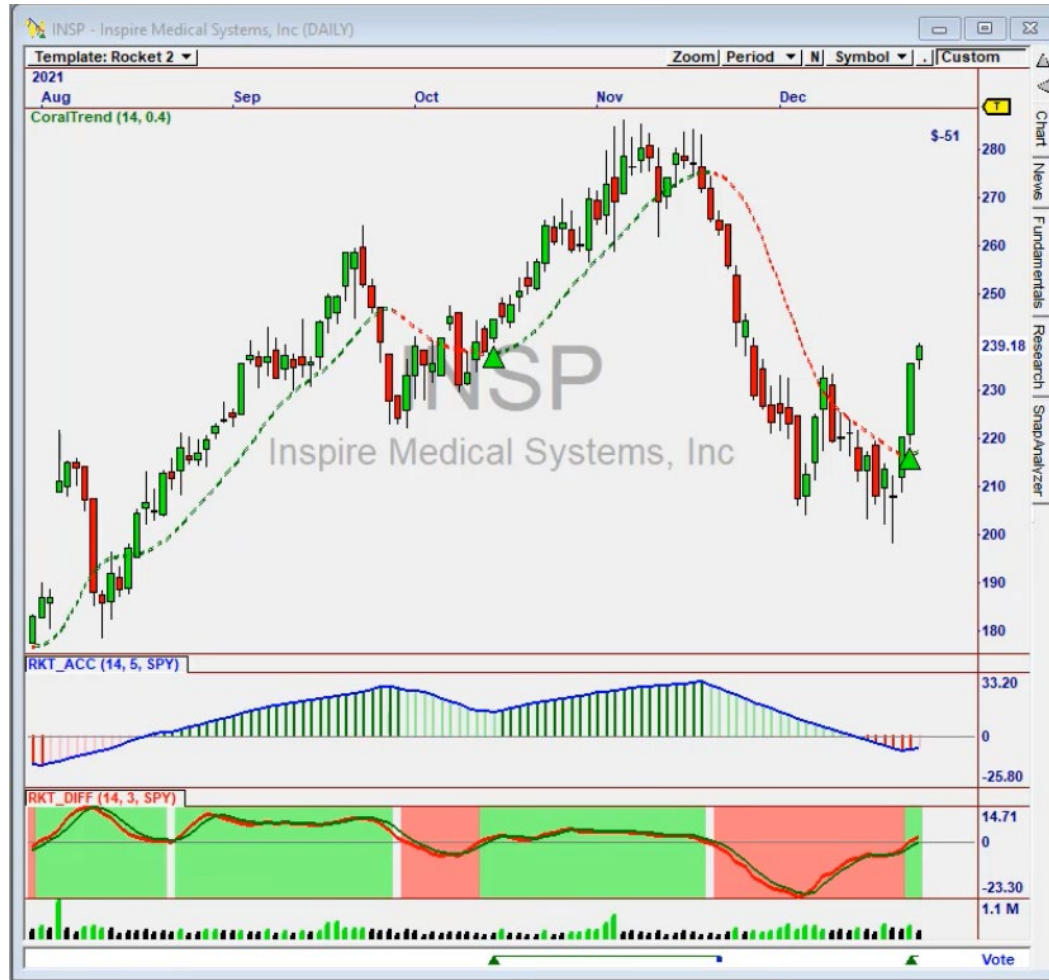 INSP - Inspire Medical Systems, Inc (DAILY)
Template: Rocket 2 Zoom Period N Symbol . Custom
2021
Aug Sep Oct Nov Dec
T
CoralTrend (14, 0.4)
$-51
280
270
260
250
239.18
230
220
210
200
190
180
INSP
Inspire Medical Systems, Inc
Chart
News
Fundamentals
Research
SnapAnalyzer
RKT_ACC (14, 5, SPY)
33.20
0
-25.80
RKT_DIFF (14, 3, SPY)
14.71
0
-23.30
1.1 M
Vote